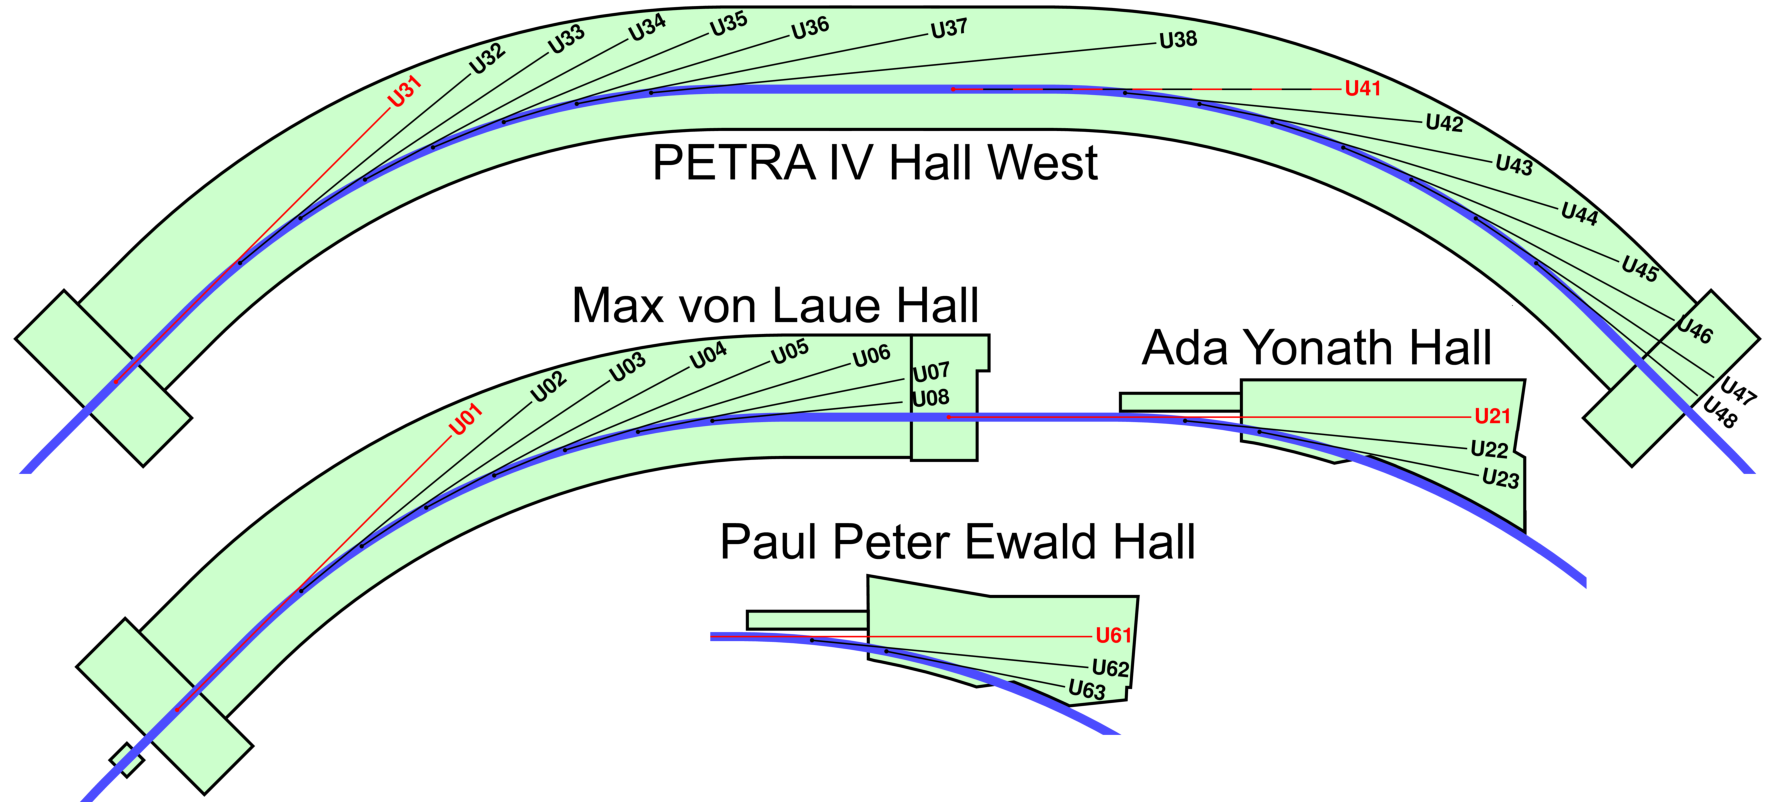 U31
U32
U33
U34
U35
U36
U37
U38
U41
U42
U43
U44
U45
U46
U47
U48
PETRA IV Hall West
Max von Laue Hall
U01
U02
U03
U04
U05
U06
U07
U08
Ada Yonath Hall
U21
U22
U23
Paul Peter Ewald Hall
U61
U62
U63